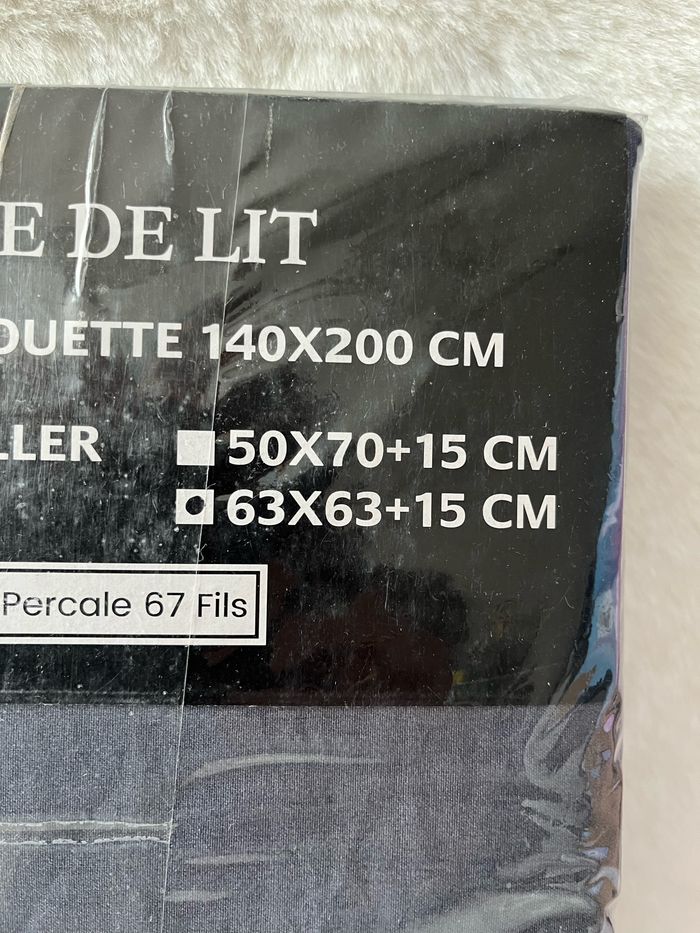 E DE LIT
OUETTE 140X200 CM
LLER 50X70+15 CM
63X63+15 CM
Percale 67 Fils